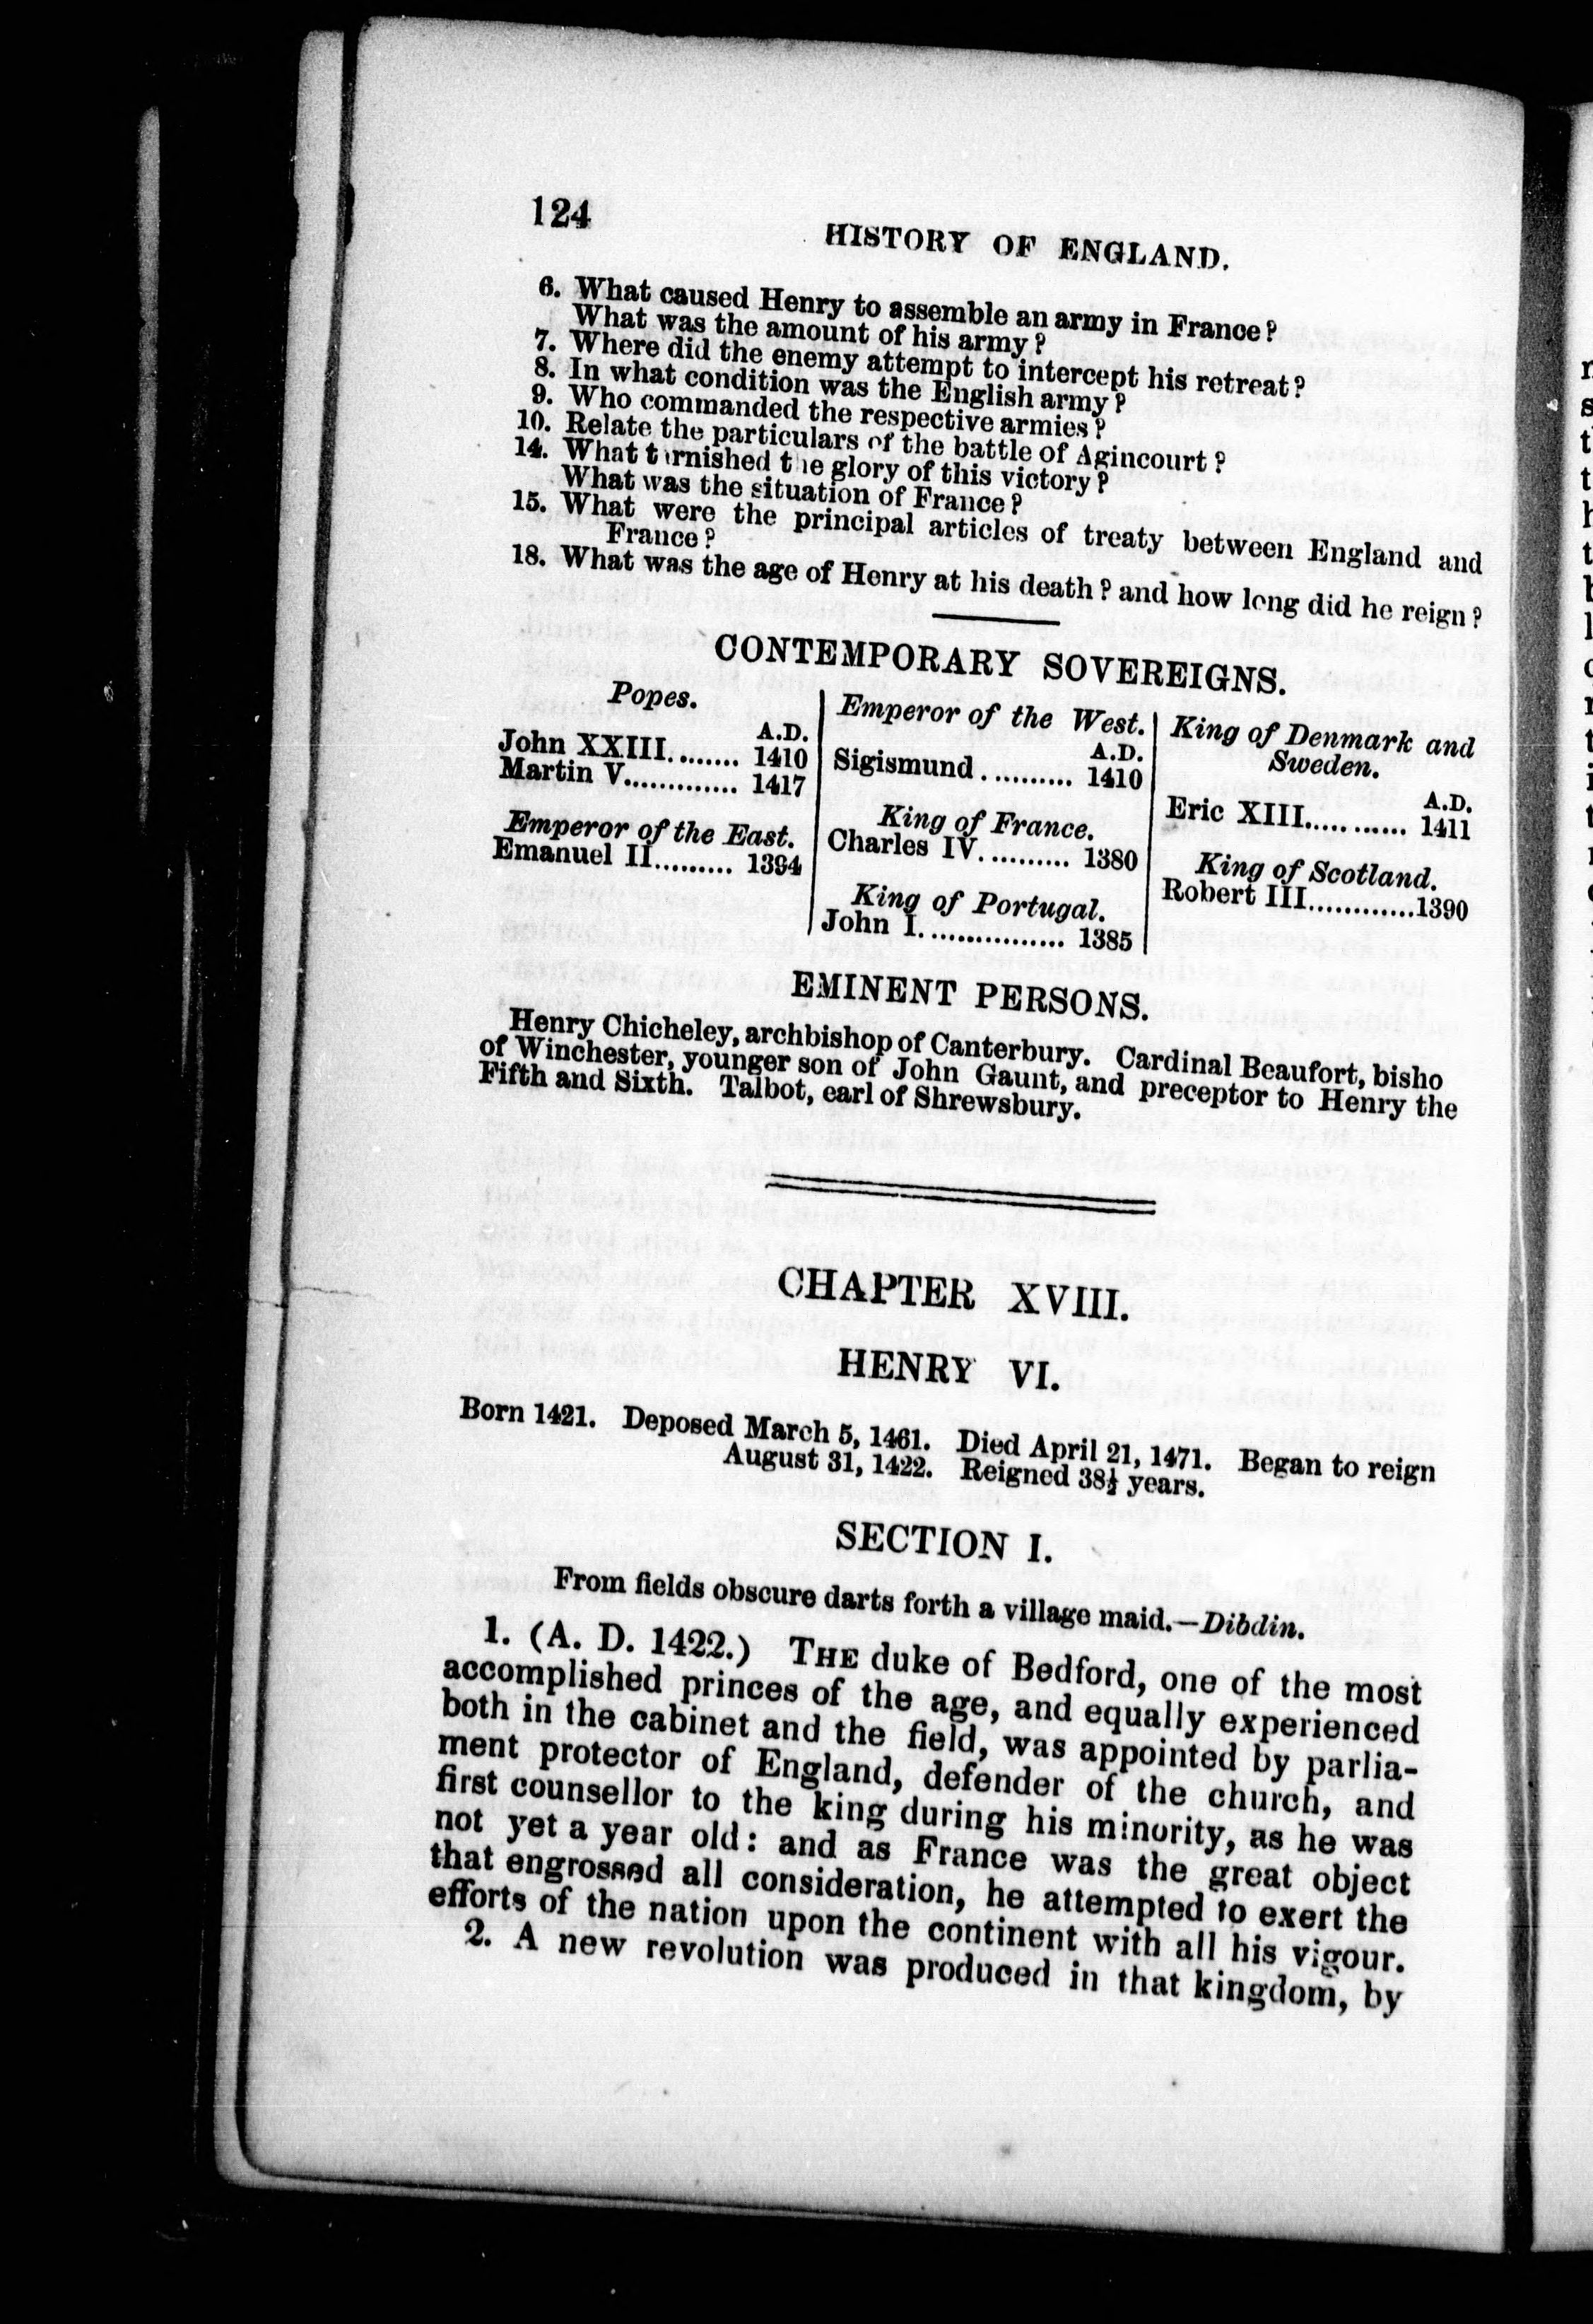 124
HISTORY OF ENGLAND.
6. What caused Henry to assemble an army in France?
What was the amount of his army?
7. Where did the enemy attempt to intercept his retreat?
8. In what condition was the English army?
9. Who commanded the respective armies?
10. Relate the particulars of the battle of Agincourt?
14. What tarnished the glory of this victory?
What was the situation of France?
15. What were the principal articles of treaty between England and
France?
18. What was the age of Henry at his death? and how long did he reign?
CONTEMPORARY SOVEREIGNS.
Popes.
A.D.
John XXIII......... 1410
Martin V............. 1417
Emperor of the East.
Emanuel II......... 1394
Emperor of the West.
A.D.
Sigismund.......... 1410
King of France.
Charles IV.......... 1380
King of Portugal.
John I................ 1385
King of Denmark and
Sweden.
A.D.
Eric XIII........... 1411
King of Scotland.
Robert III............1390
EMINENT PERSONS.
Henry Chicheley, archbishop of Canterbury. Cardinal Beaufort, bisho
of Winchester, younger son of John Gaunt, and preceptor to Henry the
Fifth and Sixth. Talbot, earl of Shrewsbury.
CHAPTER XVIII.
HENRY VI.
Born 1421. Deposed March 5, 1461. Died April 21, 1471. Began to reign
August 31, 1422. Reigned 38½ years.
SECTION I.
From fields obscure darts forth a village maid.—Dibdin.
1. (A. D. 1422.) THE duke of Bedford, one of the most
accomplished princes of the age, and equally experienced
both in the cabinet and the field, was appointed by parlia-
ment protector of England, defender of the church, and
first counsellor to the king during his minority, as he was
not yet a year old: and as France was the great object
that engrossed all consideration, he attempted to exert the
efforts of the nation upon the continent with all his vigour.
2. A new revolution was produced in that kingdom, by